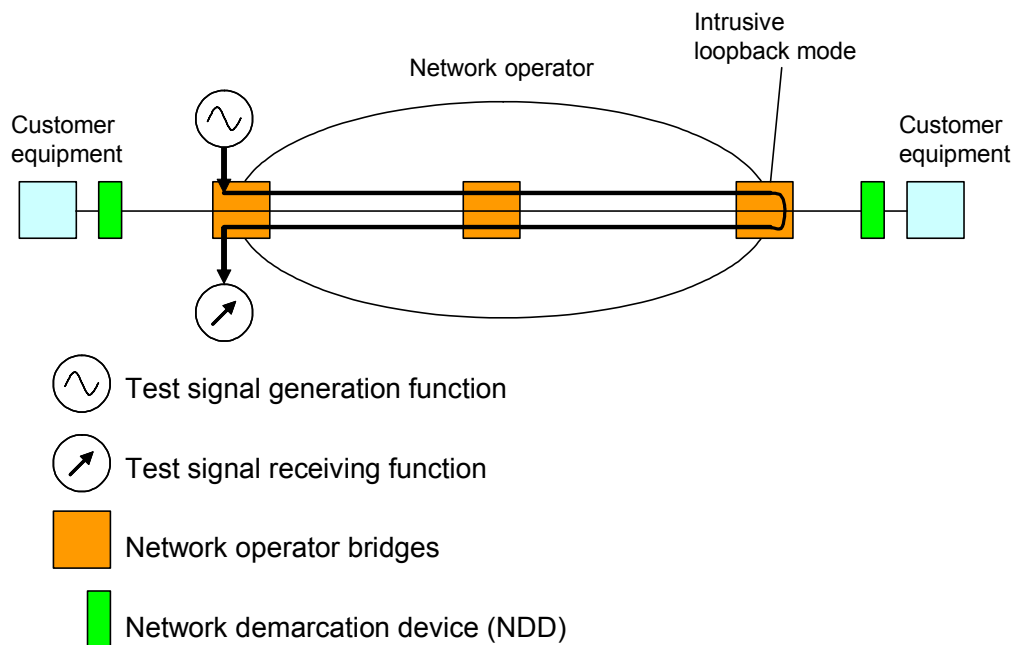 Intrusive
loopback mode
Network operator
Customer
equipment
Customer
equipment
Test signal generation function
Test signal receiving function
Network operator bridges
Network demarcation device (NDD)